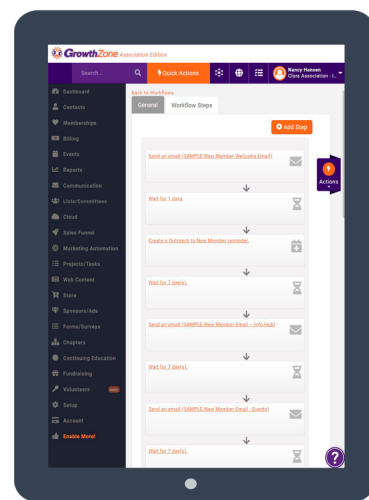 GrowthZone Association Edition
Search...
Quick Actions
Nancy Hansen
Clara Association - I...
Dashboard
Contacts
Memberships
Billing
Events
Reports
Communication
Lists/Committees
Cloud
Sales Funnel
Marketing Automation
Projects/Tasks
Web Content
Store
Sponsors/Ads
Forms/Surveys
Chapters
Continuing Education
Fundraising
Volunteers
Setup
Account
Enable More!
Back to Workflows
General
Workflow Steps
Add Step
Send an email (SAMPLE New Member Welcome Email)
Wait for 1 days
Create a Outreach to New Member reminder.
Wait for 7 day(s).
Send an email (SAMPLE New Member Email – Info Hub)
Wait for 7 day(s).
Send an email (SAMPLE New Member Email - Events)
Wait for 7 day(s).
Actions
?